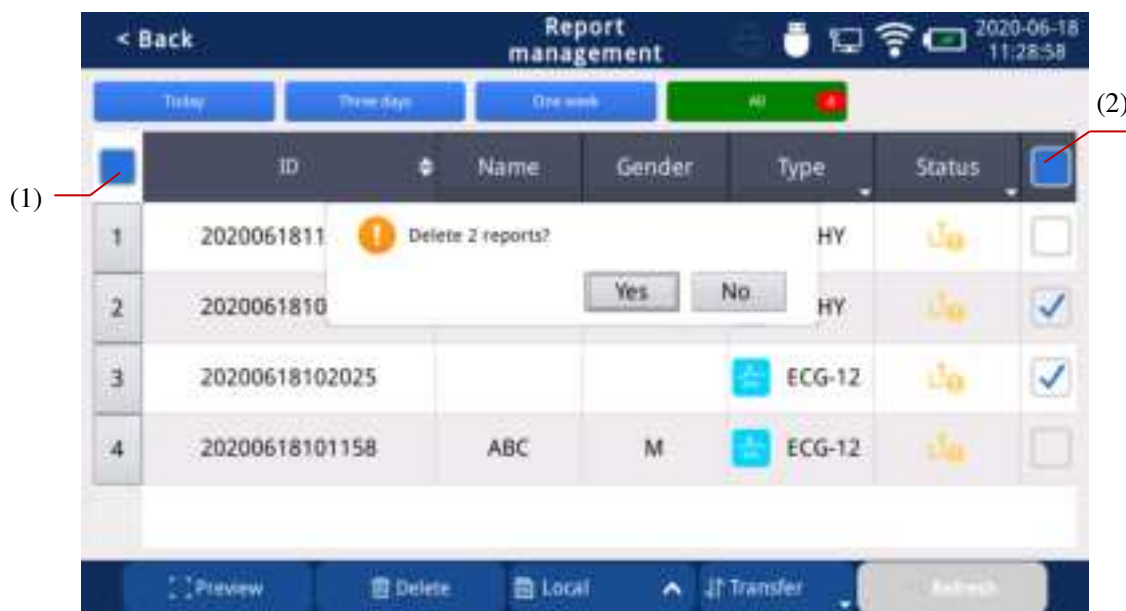 < Back
Report
management
2020-06-18
11:28:58
Today
Three days
One week
All
4
(2)
ID
Name
Gender
Type
Status
(1)
1
2020061811
Delete 2 reports?
HY
Yes
No
2
2020061810
HY
3
20200618102025
ECG-12
4
20200618101158
ABC
M
ECG-12
Preview
Delete
Local
Transfer
Refresh